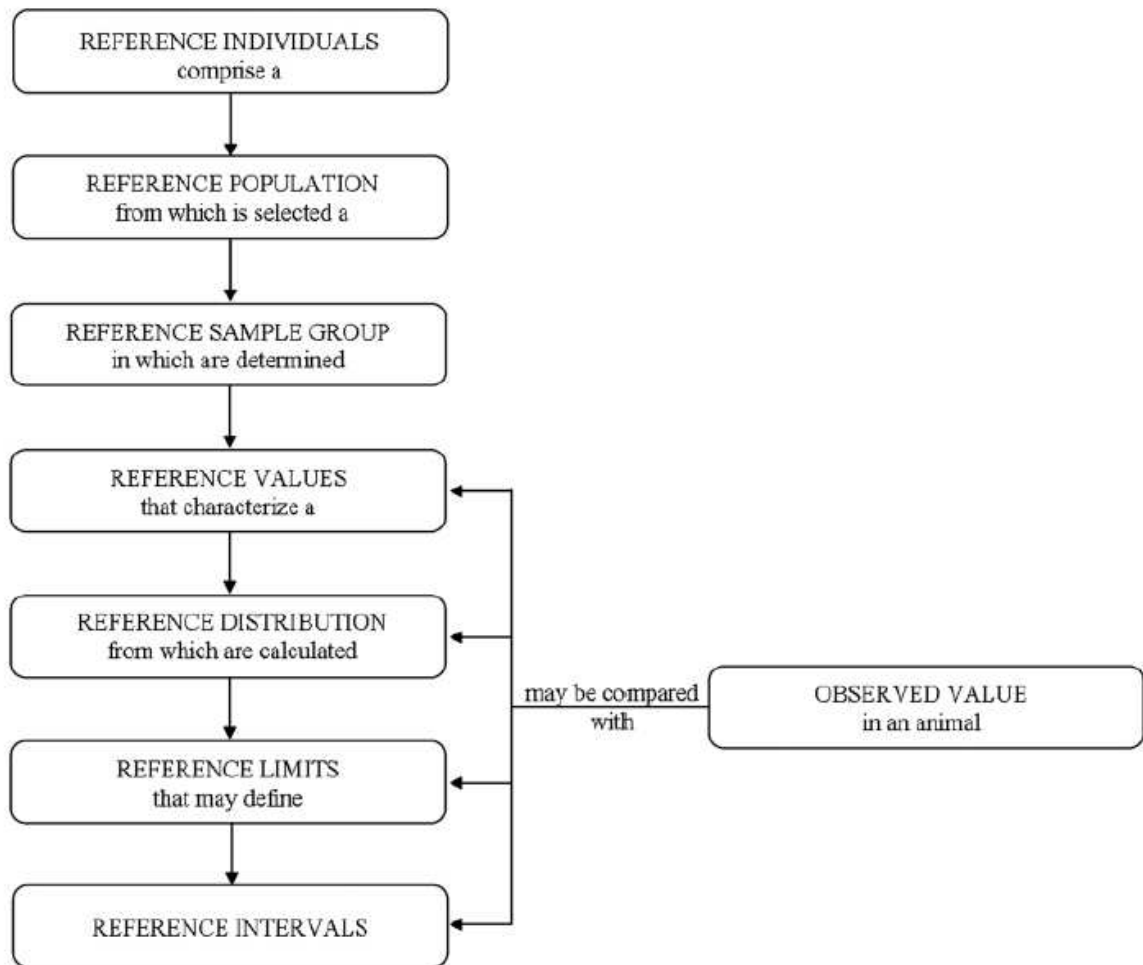 REFERENCE INDIVIDUALS
comprise a
REFERENCE POPULATION
from which is selected a
REFERENCE SAMPLE GROUP
in which are determined
REFERENCE VALUES
that characterize a
REFERENCE DISTRIBUTION
from which are calculated
REFERENCE LIMITS
that may define
REFERENCE INTERVALS
may be compared
with
OBSERVED VALUE
in an animal